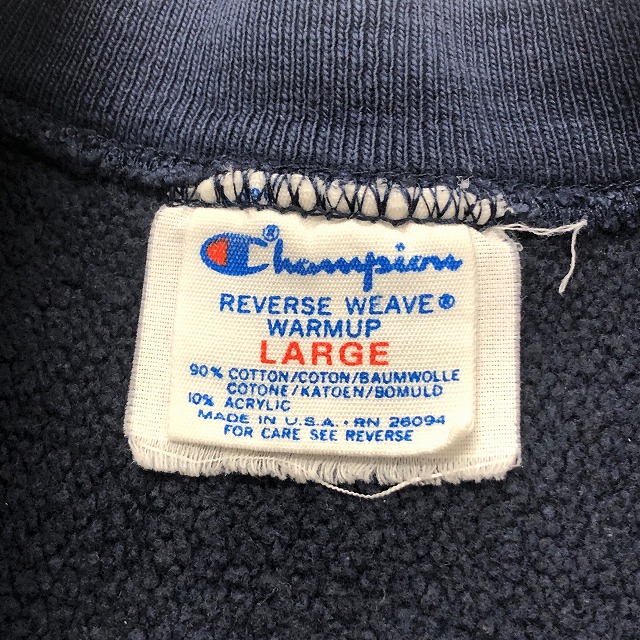 Champion®
REVERSE WEAVE®
WARMUP
LARGE
90% COTTON/COTON/BAUMWOLLE
COTONE/KATOEN/BOMULD
10% ACRYLIC
MADE IN U.S.A. · RN 26094
FOR CARE SEE REVERSE